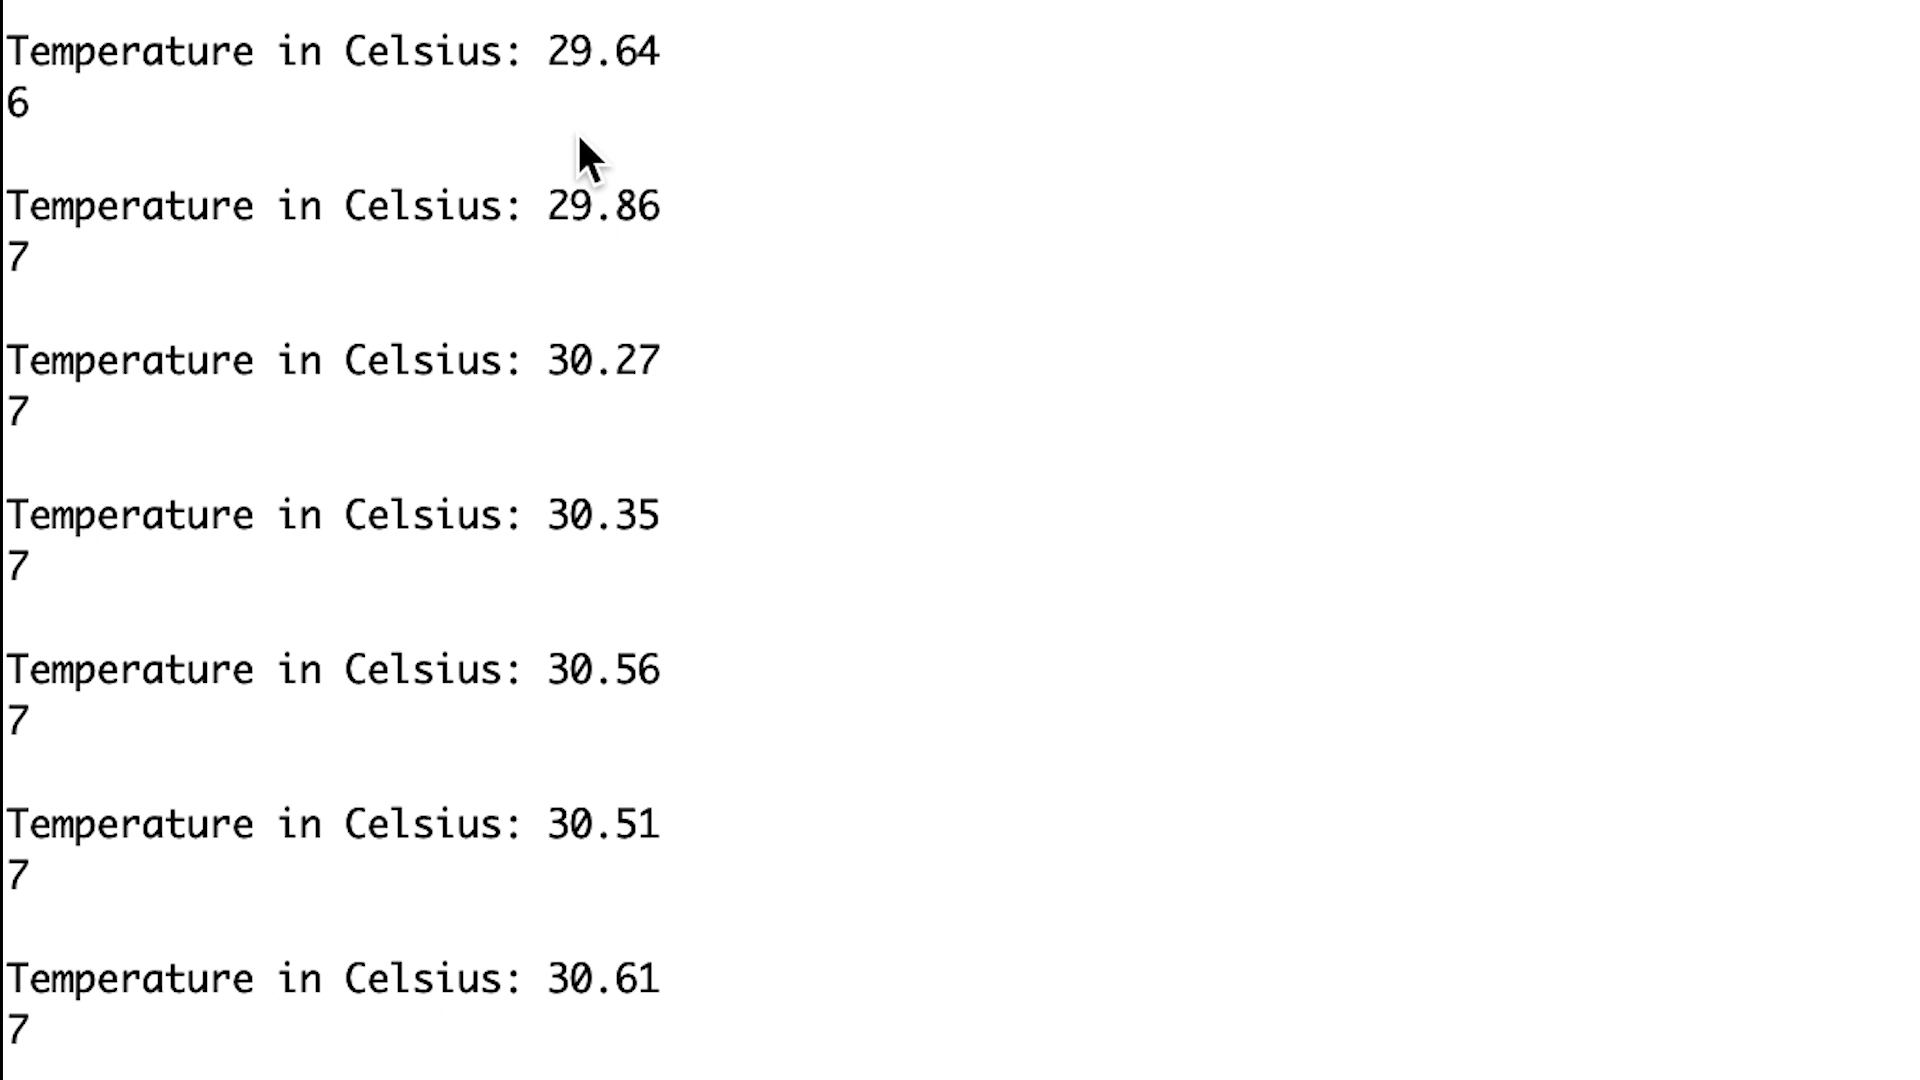 Temperature in Celsius: 29.64
6
Temperature in Celsius: 29.86
7
Temperature in Celsius: 30.27
7
Temperature in Celsius: 30.35
7
Temperature in Celsius: 30.56
7
Temperature in Celsius: 30.51
7
Temperature in Celsius: 30.61
7